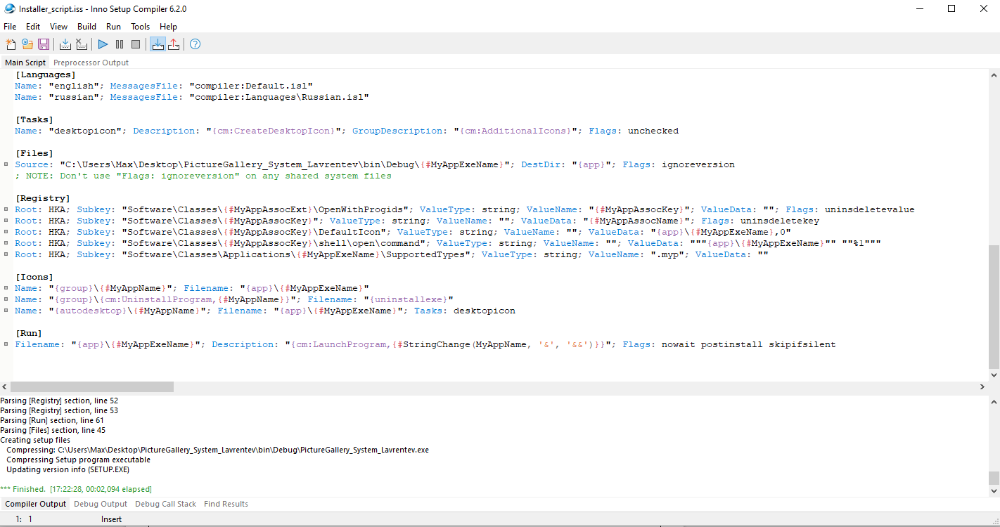 Installer_script.iss - Inno Setup Compiler 6.2.0
File Edit View Build Run Tools Help
Main Script Preprocessor Output
[Languages]
Name: "english"; MessagesFile: "compiler:Default.isl"
Name: "russian"; MessagesFile: "compiler:Languages\Russian.isl"
[Tasks]
Name: "desktopicon"; Description: "{cm:CreateDesktopIcon}"; GroupDescription: "{cm:AdditionalIcons}"; Flags: unchecked
[Files]
Source: "C:\Users\Max\Desktop\PictureGallery_System_Lavrentev\bin\Debug\{#MyAppExeName}"; DestDir: "{app}"; Flags: ignoreversion
; NOTE: Don't use "Flags: ignoreversion" on any shared system files
[Registry]
Root: HKA; Subkey: "Software\Classes\{#MyAppAssocExt}\OpenWithProgids"; ValueType: string; ValueName: "{#MyAppAssocKey}"; ValueData: ""; Flags: uninsdeletevalue
Root: HKA; Subkey: "Software\Classes\{#MyAppAssocKey}"; ValueType: string; ValueName: ""; ValueData: "{#MyAppAssocName}"; Flags: uninsdeletekey
Root: HKA; Subkey: "Software\Classes\{#MyAppAssocKey}\DefaultIcon"; ValueType: string; ValueName: ""; ValueData: "{app}\{#MyAppExeName},0"
Root: HKA; Subkey: "Software\Classes\{#MyAppAssocKey}\shell\open\command"; ValueType: string; ValueName: ""; ValueData: """{app}\{#MyAppExeName}"" ""%1"""
Root: HKA; Subkey: "Software\Classes\Applications\{#MyAppExeName}\SupportedTypes"; ValueType: string; ValueName: ".myp"; ValueData: ""
[Icons]
Name: "{group}\{#MyAppName}"; Filename: "{app}\{#MyAppExeName}"
Name: "{group}\{cm:UninstallProgram,{#MyAppName}}"; Filename: "{uninstallexe}"
Name: "{autodesktop}\{#MyAppName}"; Filename: "{app}\{#MyAppExeName}"; Tasks: desktopicon
[Run]
Filename: "{app}\{#MyAppExeName}"; Description: "{cm:LaunchProgram,{#StringChange(MyAppName, '&', '&&')}}"; Flags: nowait postinstall skipifsilent
Parsing [Registry] section, line 52
Parsing [Registry] section, line 53
Parsing [Run] section, line 61
Parsing [Files] section, line 45
Creating setup files
Compressing: C:\Users\Max\Desktop\PictureGallery_System_Lavrentev\bin\Debug\PictureGallery_System_Lavrentev.exe
Compressing Setup program executable
Updating version info (SETUP.EXE)
*** Finished. [17:22:28, 00:02,094 elapsed]
Compiler Output Debug Output Debug Call Stack Find Results
1: 1 Insert